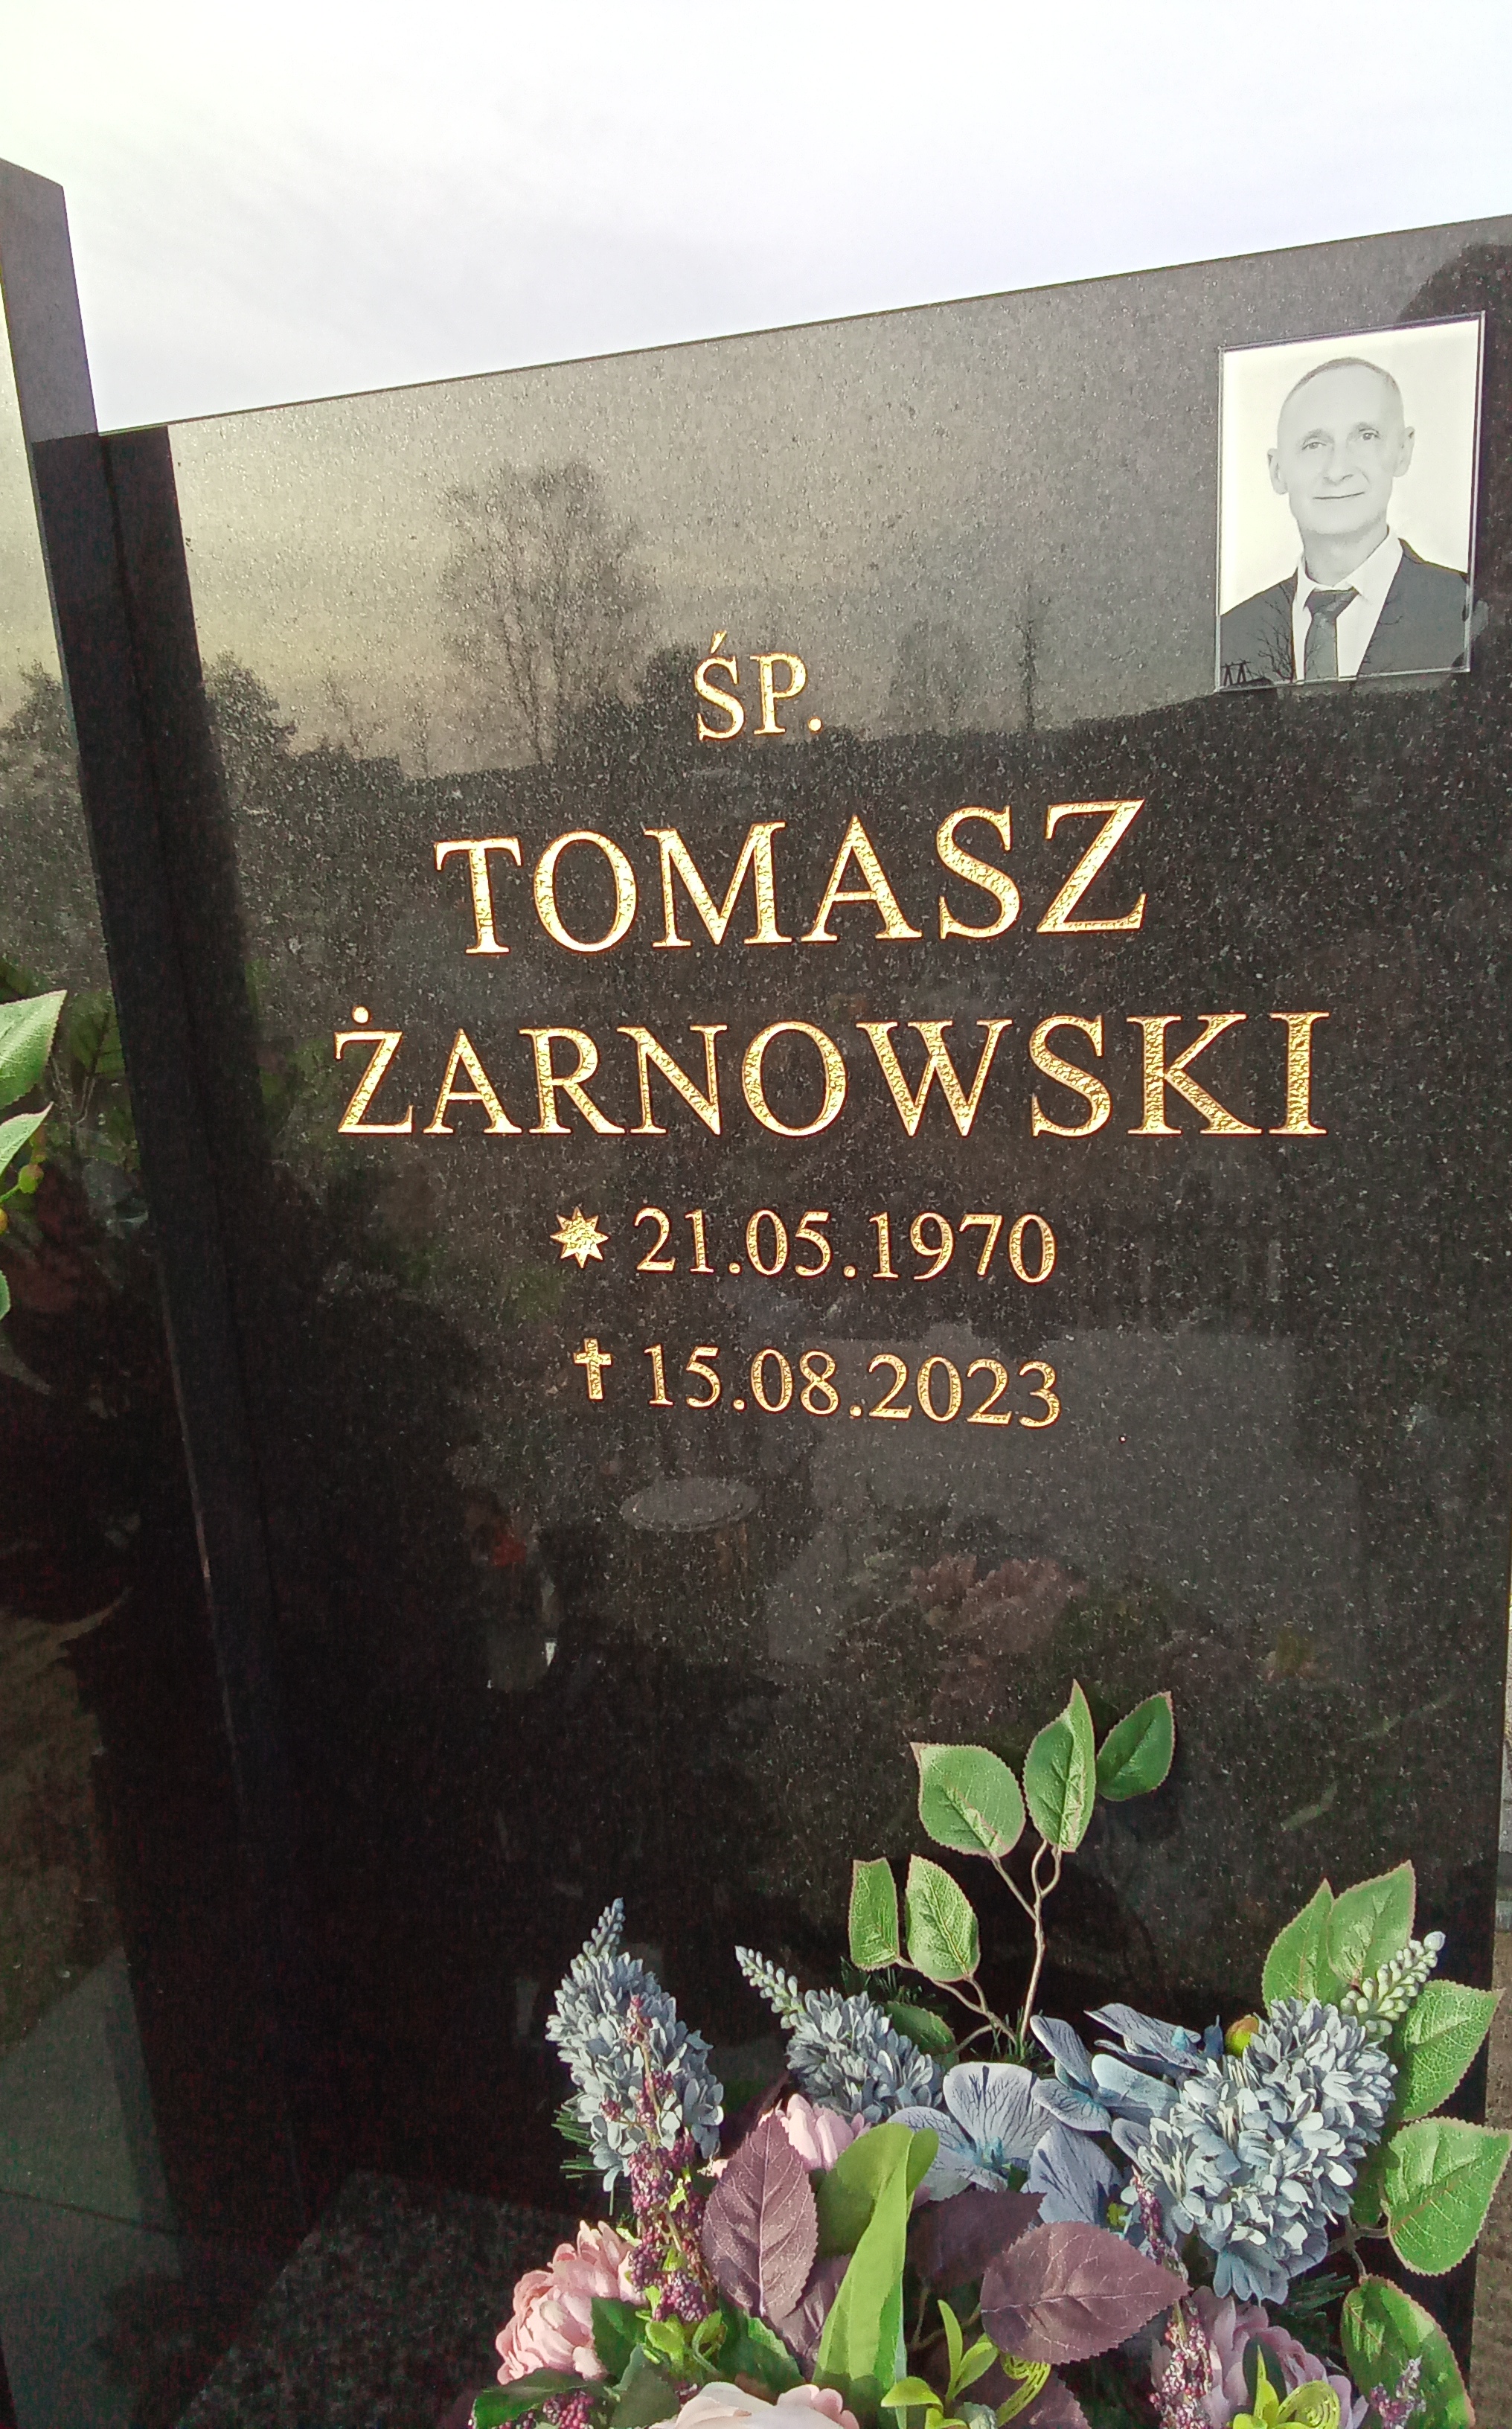 ŚP.
TOMASZ
ŻARNOWSKI
21.05.1970
15.08.2023